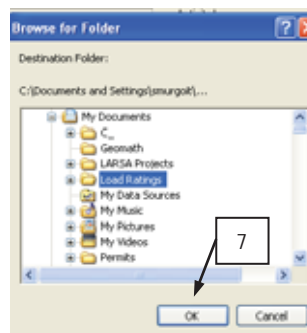 Browse for Folder
Destination Folder:
C:\Documents and Settings\smurgoit\...
My Documents
C_
Geomath
LARSA Projects
Load Ratings
My Data Sources
My Music
My Pictures
My Videos
Permits
7
OK
Cancel